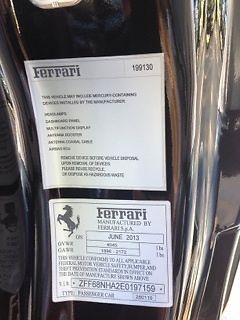 Ferrari 199130
THIS VEHICLE MAY INCLUDE MERCURY-CONTAINING
DEVICES INSTALLED BY THE MANUFACTURER:
HEADLAMPS
DASHBOARD PANEL
MULTIFUNCTION DISPLAY
ANTENNA BOOSTER
ANTENNA COAXIAL CABLE
AIRBAG ECU
REMOVE DEVICE BEFORE VEHICLE DISPOSAL
UPON REMOVAL OF DEVICES
PLEASE REUSE, RECYCLE
OR DISPOSE AS HAZARDOUS WASTE
Ferrari
MANUFACTURED BY
FERRARI S.p.A.
ON JUNE 2013
GVWR 4045 lbs
GAWR 1896 - 2172 lbs
THIS VEHICLE CONFORMS TO ALL APPLICABLE
FEDERAL MOTOR VEHICLE SAFETY, BUMPER, AND
THEFT PREVENTION STANDARDS IN EFFECT ON
THE DATE OF MANUFACTURE SHOWN ABOVE
V.I.N. ZFF68NHA2E0197159
TYPE: PASSENGER CAR